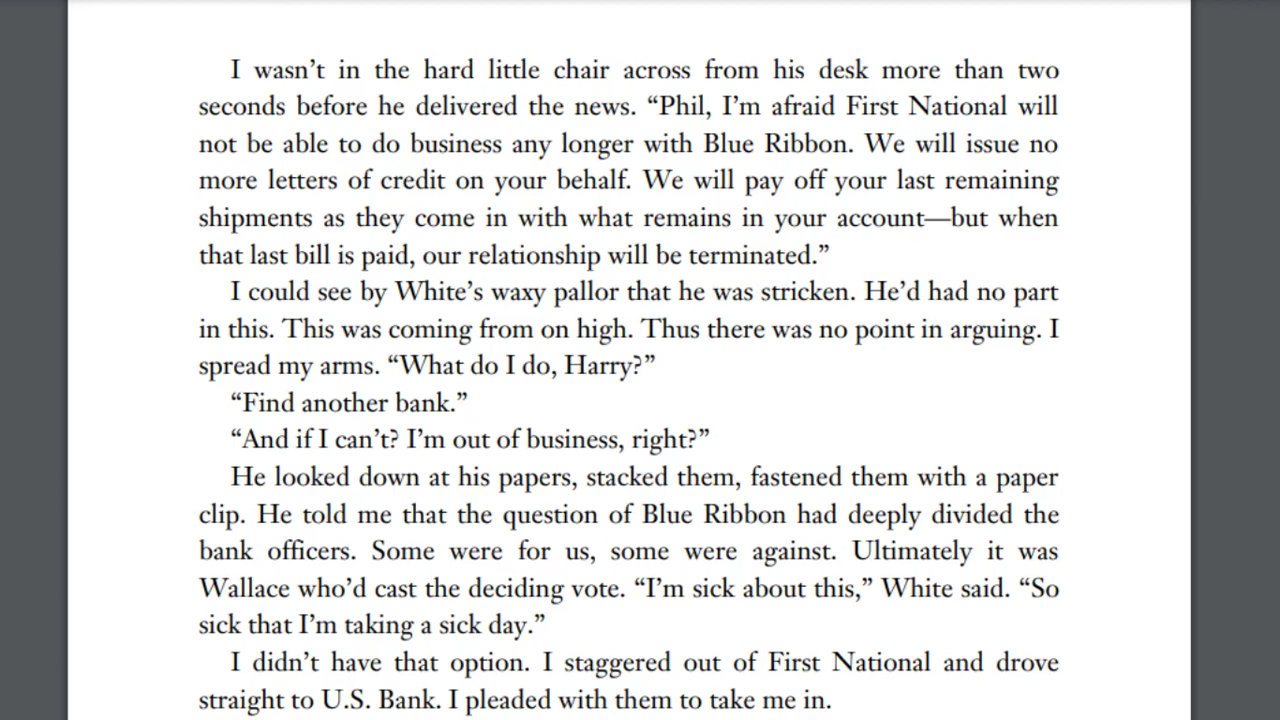 I wasn’t in the hard little chair across from his desk more than two
seconds before he delivered the news. “Phil, I’m afraid First National will
not be able to do business any longer with Blue Ribbon. We will issue no
more letters of credit on your behalf. We will pay off your last remaining
shipments as they come in with what remains in your account—but when
that last bill is paid, our relationship will be terminated.”
I could see by White’s waxy pallor that he was stricken. He’d had no part
in this. This was coming from on high. Thus there was no point in arguing. I
spread my arms. “What do I do, Harry?”
“Find another bank.”
“And if I can’t? I’m out of business, right?”
He looked down at his papers, stacked them, fastened them with a paper
clip. He told me that the question of Blue Ribbon had deeply divided the
bank officers. Some were for us, some were against. Ultimately it was
Wallace who’d cast the deciding vote. “I’m sick about this,” White said. “So
sick that I’m taking a sick day.”
I didn’t have that option. I staggered out of First National and drove
straight to U.S. Bank. I pleaded with them to take me in.